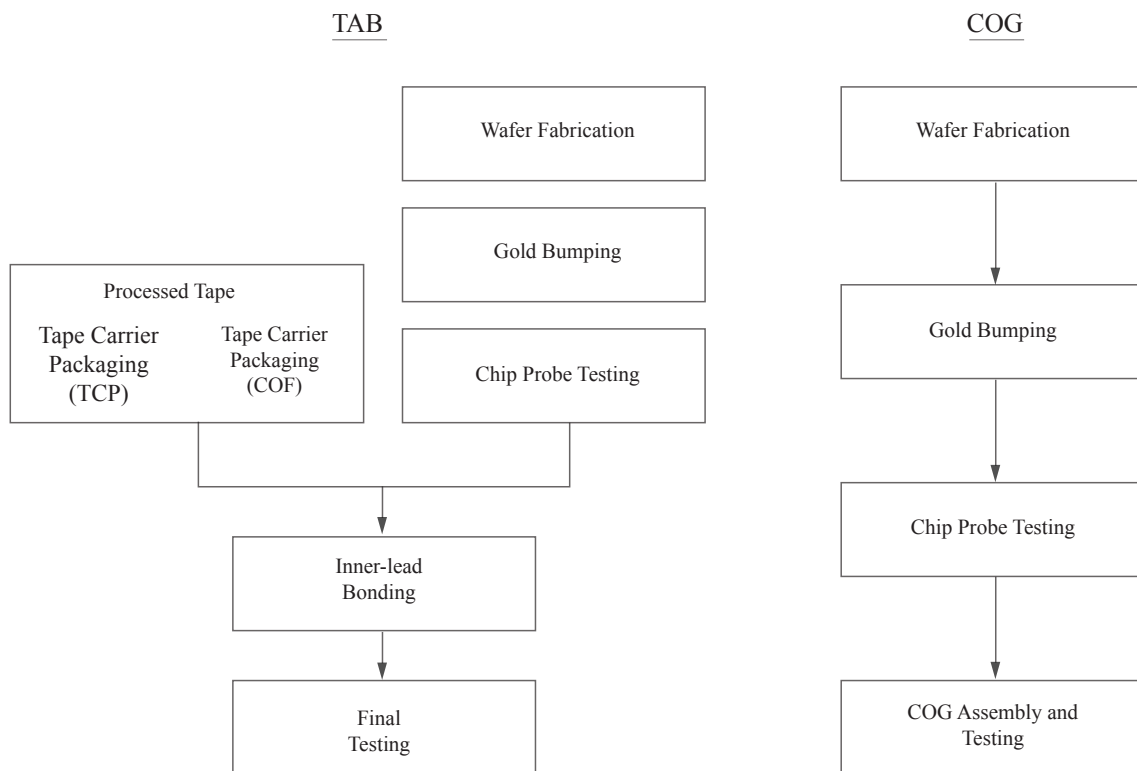 TAB
Wafer Fabrication
Gold Bumping
Processed Tape
Tape Carrier
Packaging
(TCP)
Tape Carrier
Packaging
(COF)
Chip Probe Testing
Inner-lead
Bonding
Final
Testing
COG
Wafer Fabrication
Gold Bumping
Chip Probe Testing
COG Assembly and
Testing